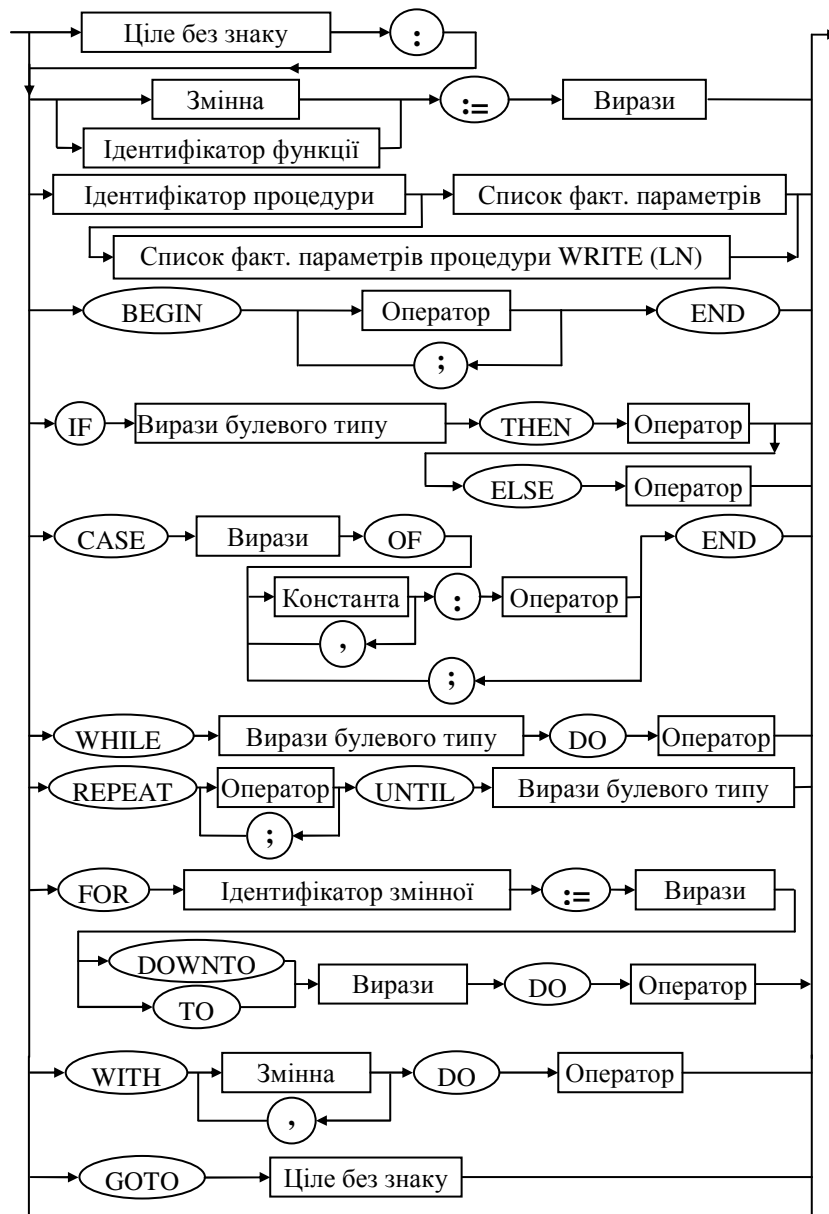 Ціле без знаку :
Змінна := Вирази
Ідентифікатор функції
Ідентифікатор процедури Список факт. параметрів
Список факт. параметрів процедури WRITE (LN)
BEGIN Оператор END
;
IF Вирази булевого типу THEN Оператор
ELSE Оператор
CASE Вирази OF END
Константа : Оператор
,
;
WHILE Вирази булевого типу DO Оператор
REPEAT Оператор UNTIL Вирази булевого типу
;
FOR Ідентифікатор змінної := Вирази
DOWNTO
TO Вирази DO Оператор
WITH Змінна DO Оператор
,
GOTO Ціле без знаку